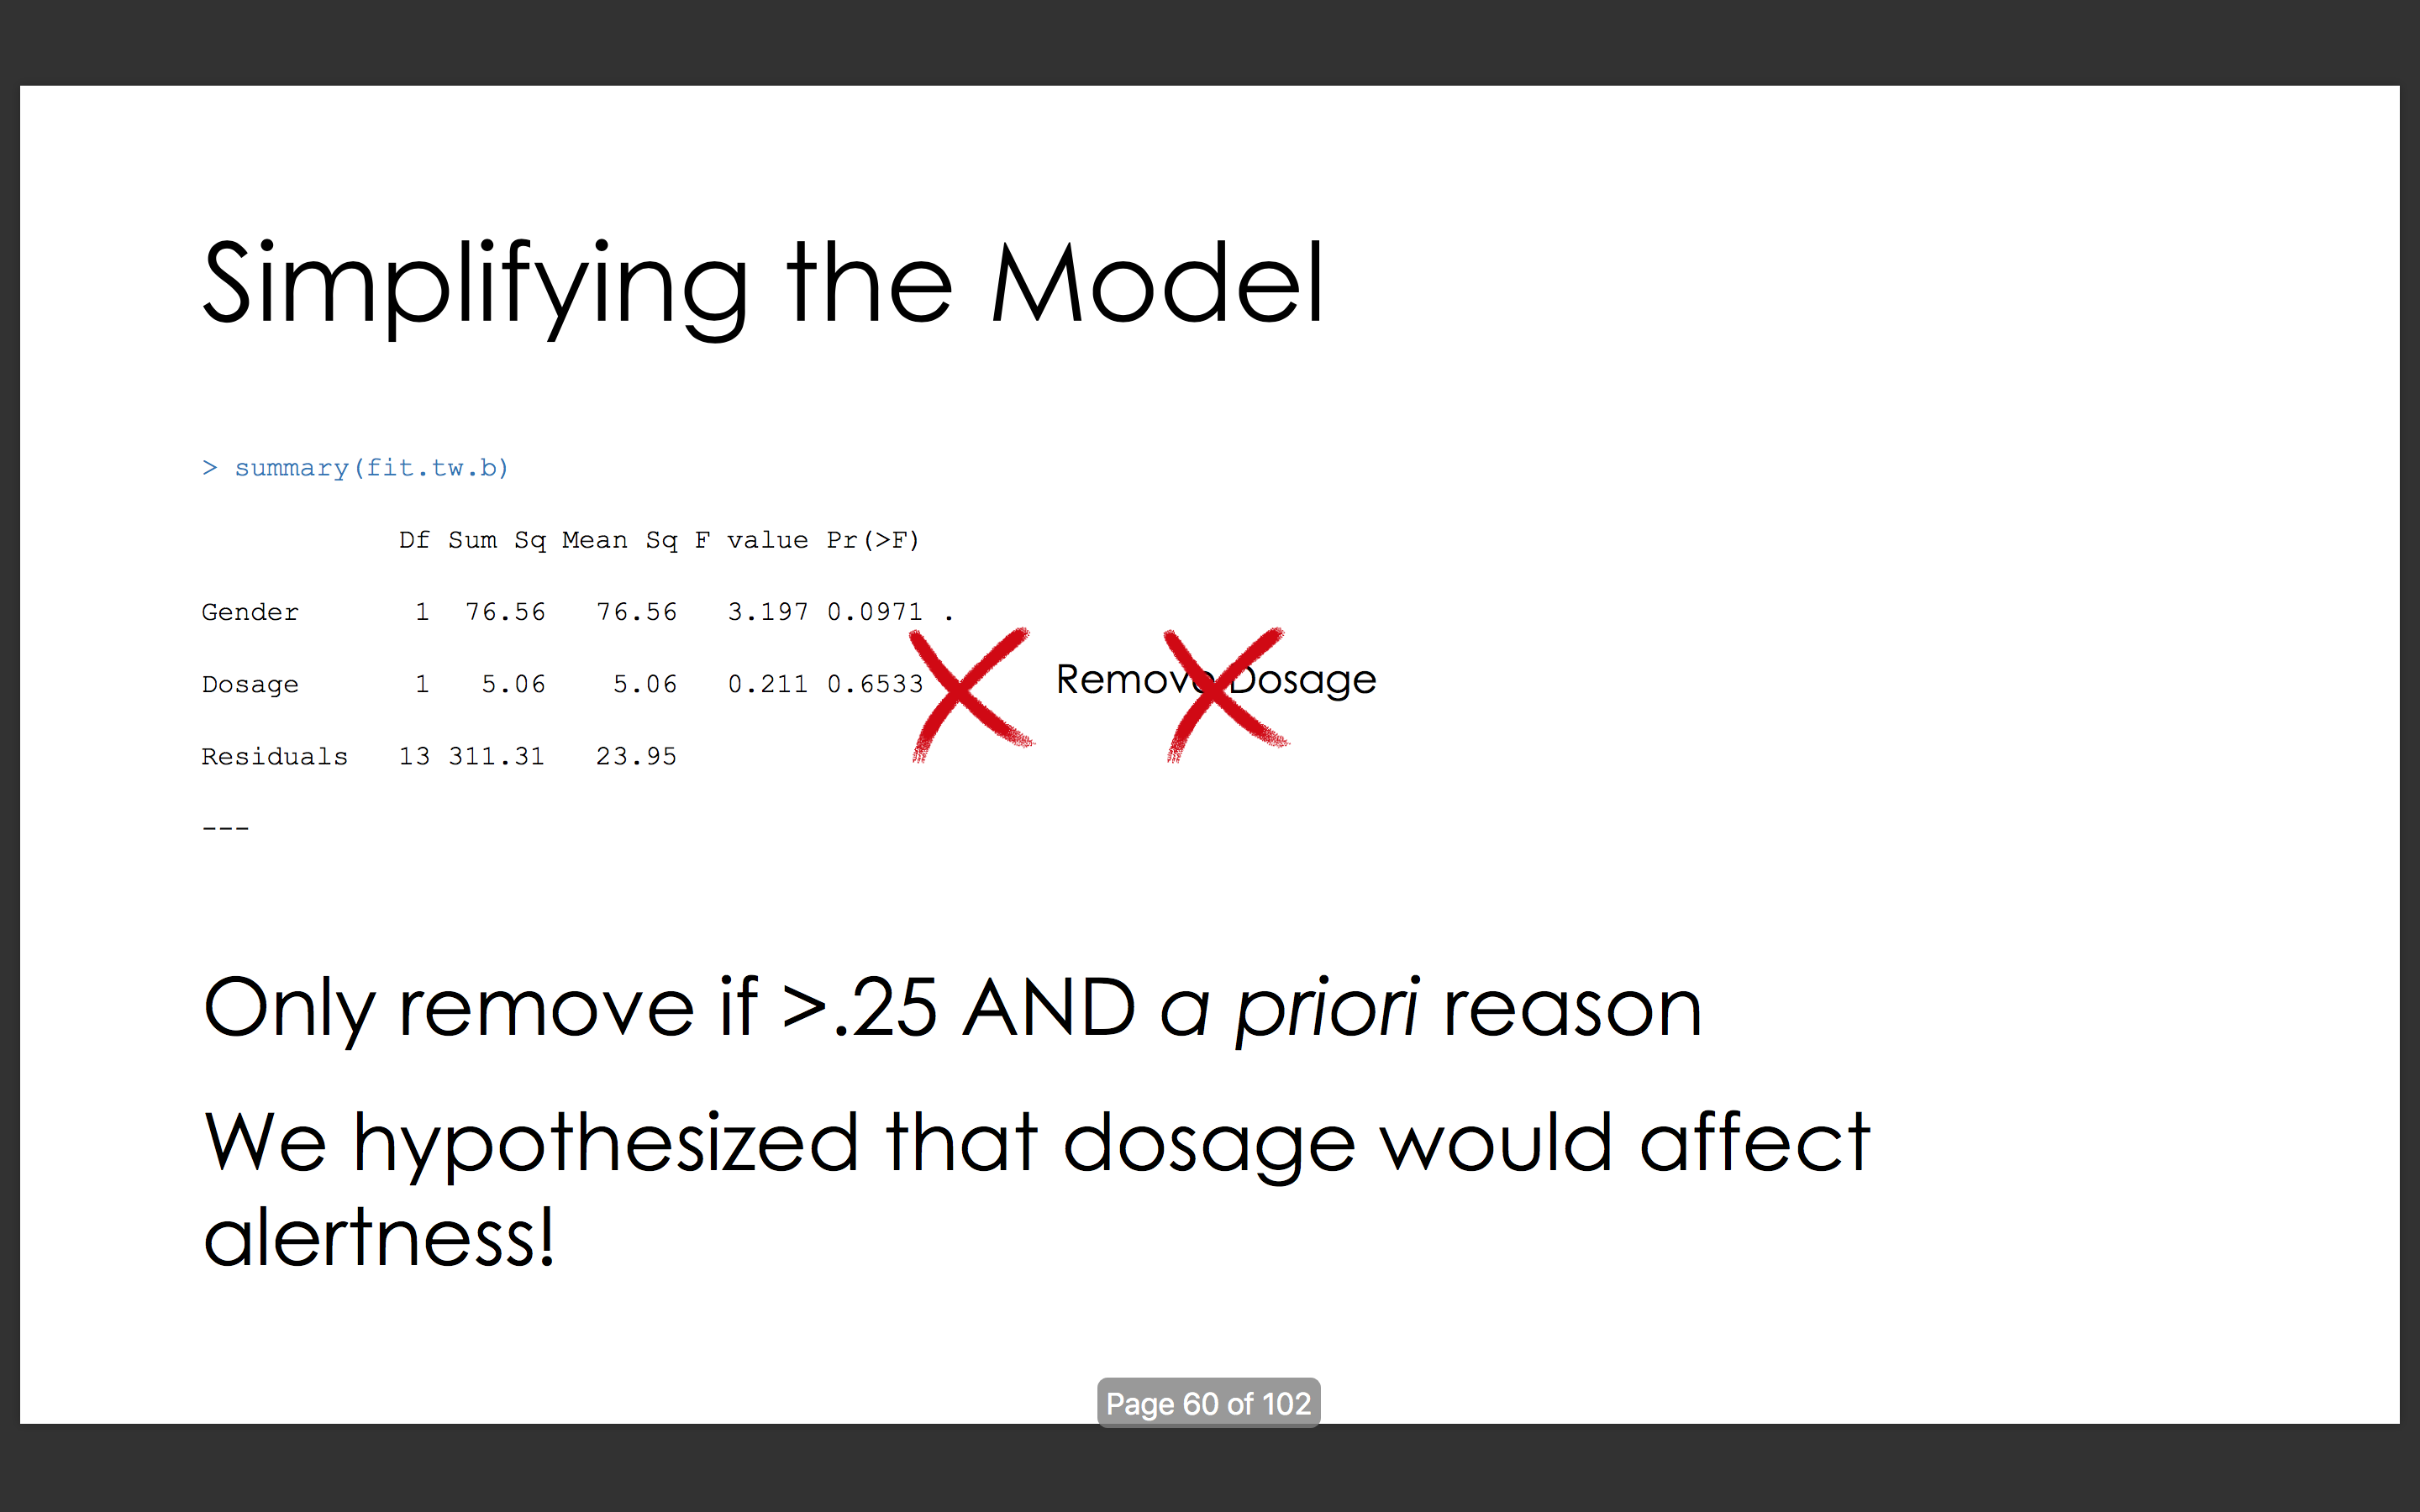 Simplifying the Model
> summary(fit.tw.b)
Df Sum Sq Mean Sq F value Pr(>F)
Gender 1 76.56 76.56 3.197 0.0971 .
Dosage 1 5.06 5.06 0.211 0.6533 Remove Dosage
Residuals 13 311.31 23.95
---
Only remove if >.25 AND a priori reason
We hypothesized that dosage would affect
alertness!
Page 60 of 102